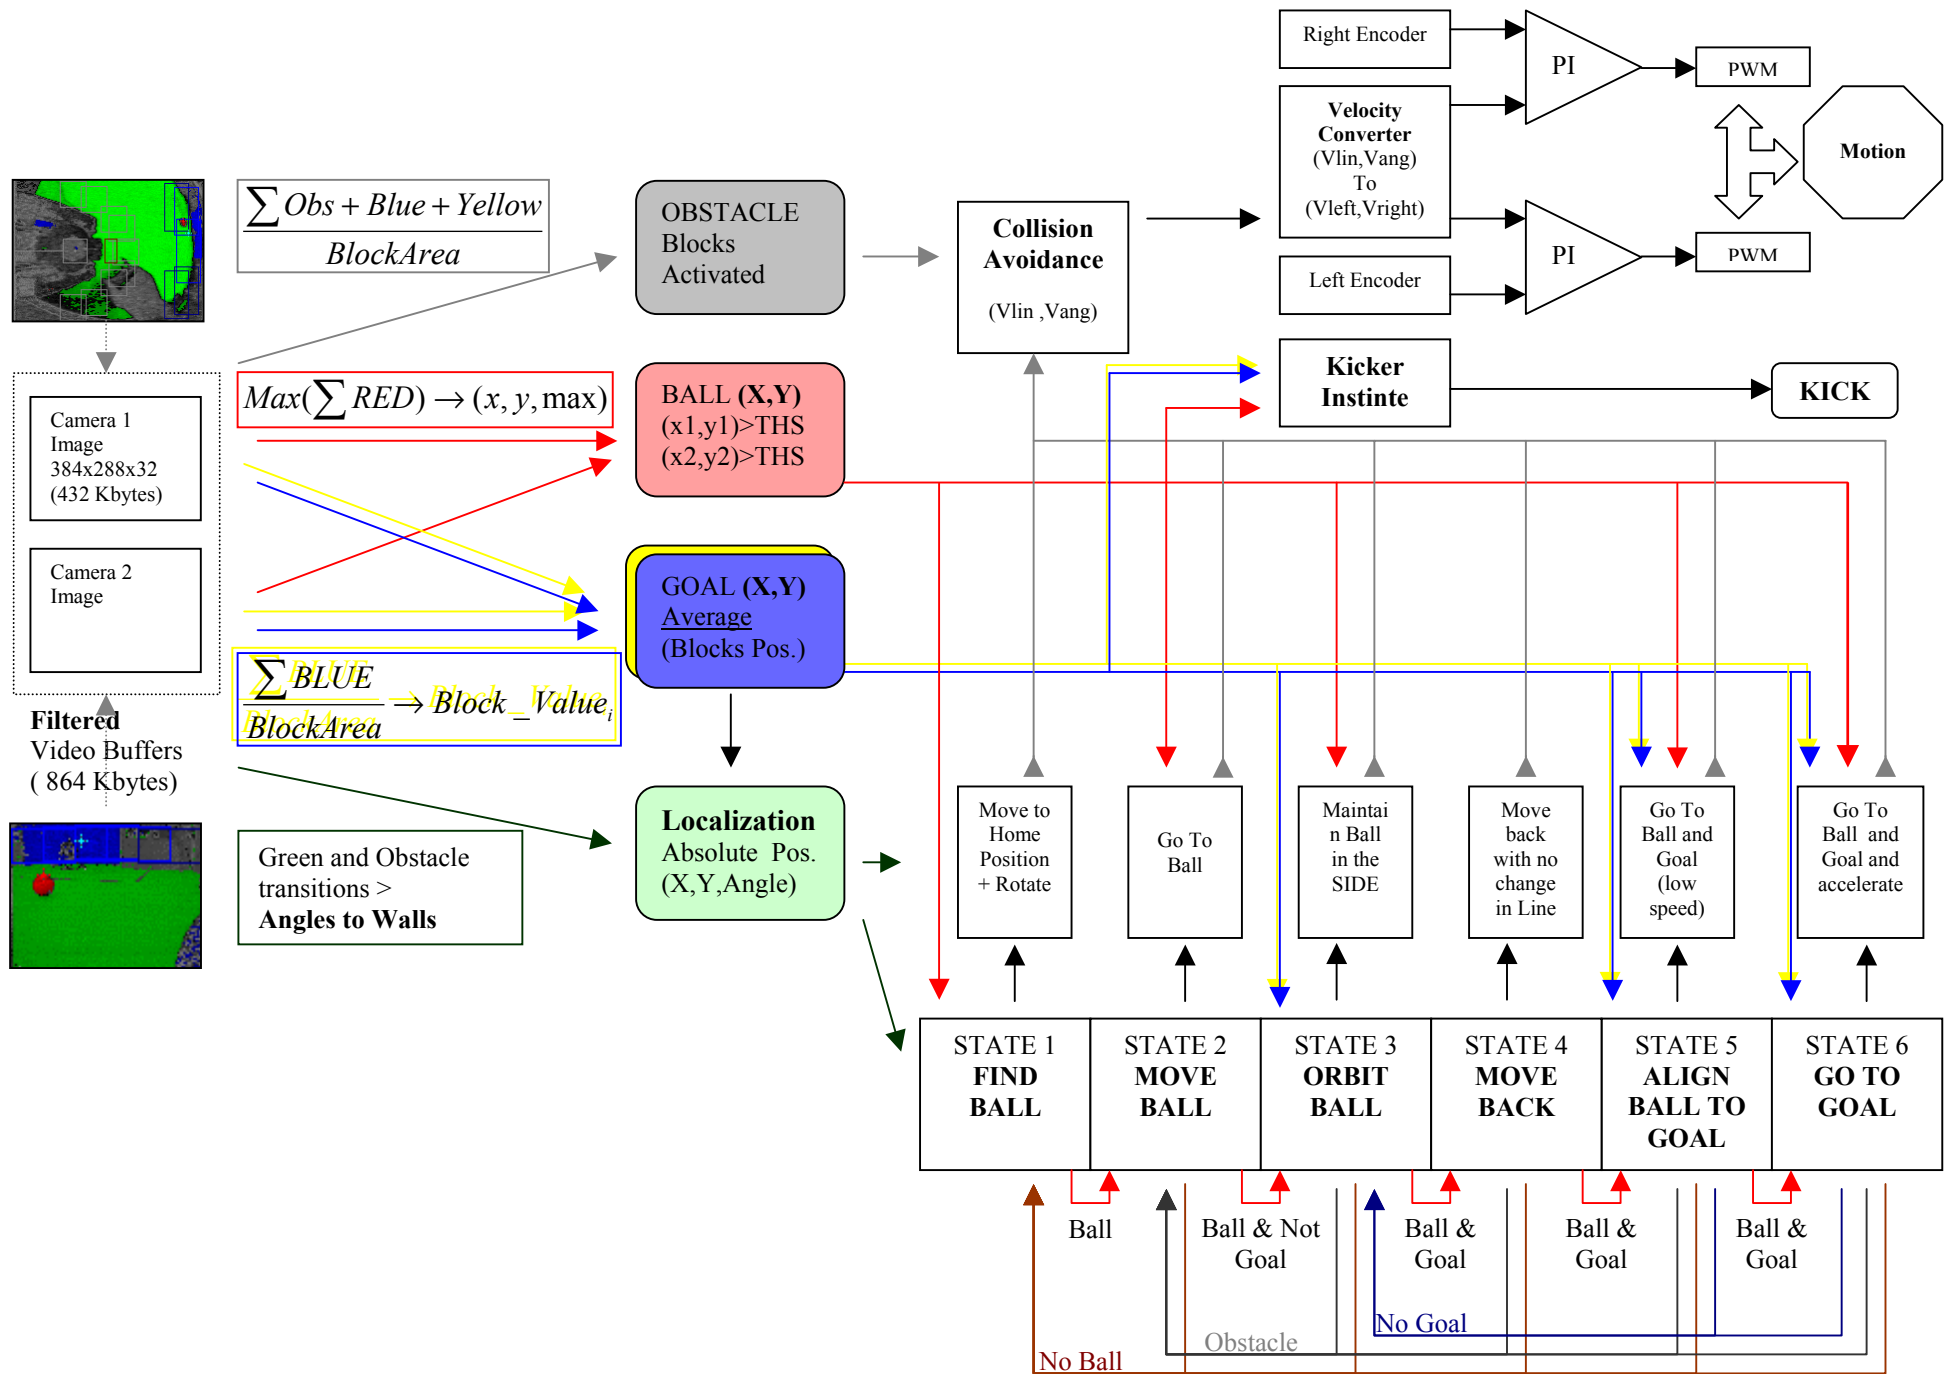 Right Encoder
PI
PWM
Velocity
Converter
(Vlin,Vang)
To
(Vleft,Vright)
Motion
PI
PWM
Left Encoder
∑ Obs + Blue + Yellow
BlockArea
OBSTACLE
Blocks
Activated
Collision
Avoidance
(Vlin ,Vang)
Kicker
Instinte
KICK
Max(∑ RED) → (x, y, max)
BALL (X,Y)
(x1,y1)>THS
(x2,y2)>THS
Camera 1
Image
384x288x32
(432 Kbytes)
Camera 2
Image
GOAL (X,Y)
Average
(Blocks Pos.)
∑ BLUE
BlockArea
→ Block _ Valueᵢ
Filtered
Video Buffers
( 864 Kbytes)
Localization
Absolute Pos.
(X,Y,Angle)
Green and Obstacle
transitions >
Angles to Walls
Move to
Home
Position
+ Rotate
Go To
Ball
Maintai
n Ball
in the
SIDE
Move
back
with no
change
in Line
Go To
Ball and
Goal
(low
speed)
Go To
Ball and
Goal and
accelerate
STATE 1
FIND
BALL
STATE 2
MOVE
BALL
STATE 3
ORBIT
BALL
STATE 4
MOVE
BACK
STATE 5
ALIGN
BALL TO
GOAL
STATE 6
GO TO
GOAL
Ball
Ball & Not
Goal
Ball &
Goal
Ball &
Goal
Ball &
Goal
No Goal
Obstacle
No Ball